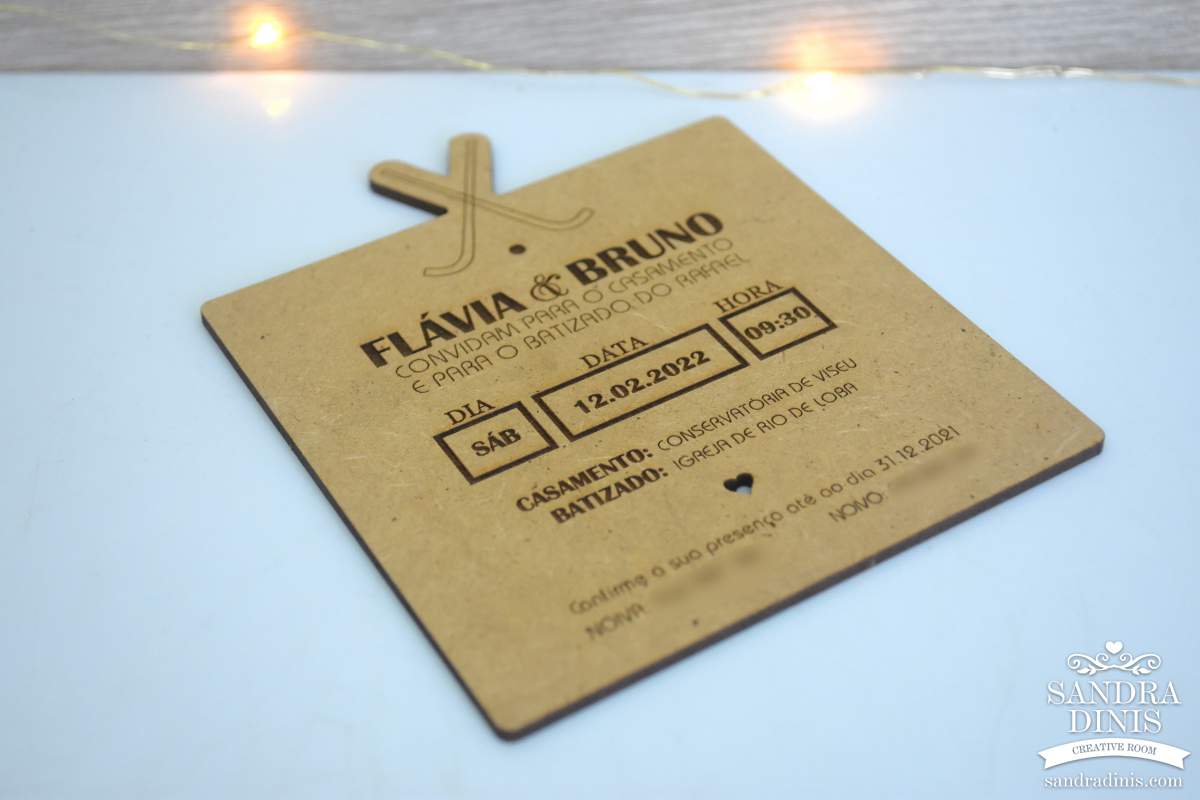 FLÁVIA & BRUNO
CONVIDAM PARA O CASAMENTO
E PARA O BATIZADO DO RAFAEL
DIA
DATA
HORA
SÁB
12.02.2022
09:30
CASAMENTO: CONSERVATÓRIA DE VISEU
BATIZADO: IGREJA DE RIO DE LOBA
Confirme a sua presença até ao dia 31.12.2021
NOIVA
NOIVO:
SANDRA
DINIS
CREATIVE ROOM
sandradinis.com